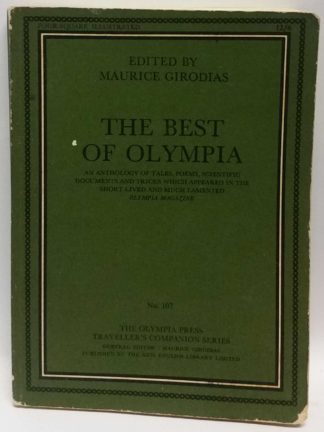 FOUR SQUARE ILLUSTRATED
12/6
EDITED BY
MAURICE GIRODIAS
THE BEST
OF OLYMPIA
AN ANTHOLOGY OF TALES, POEMS, SCIENTIFIC
DOCUMENTS AND TRICKS WHICH APPEARED IN THE
SHORT-LIVED AND MUCH LAMENTED
OLYMPIA MAGAZINE
No. 107
THE OLYMPIA PRESS
TRAVELLER'S COMPANION SERIES
GENERAL EDITOR : MAURICE GIRODIAS
PUBLISHED BY THE NEW ENGLISH LIBRARY LIMITED